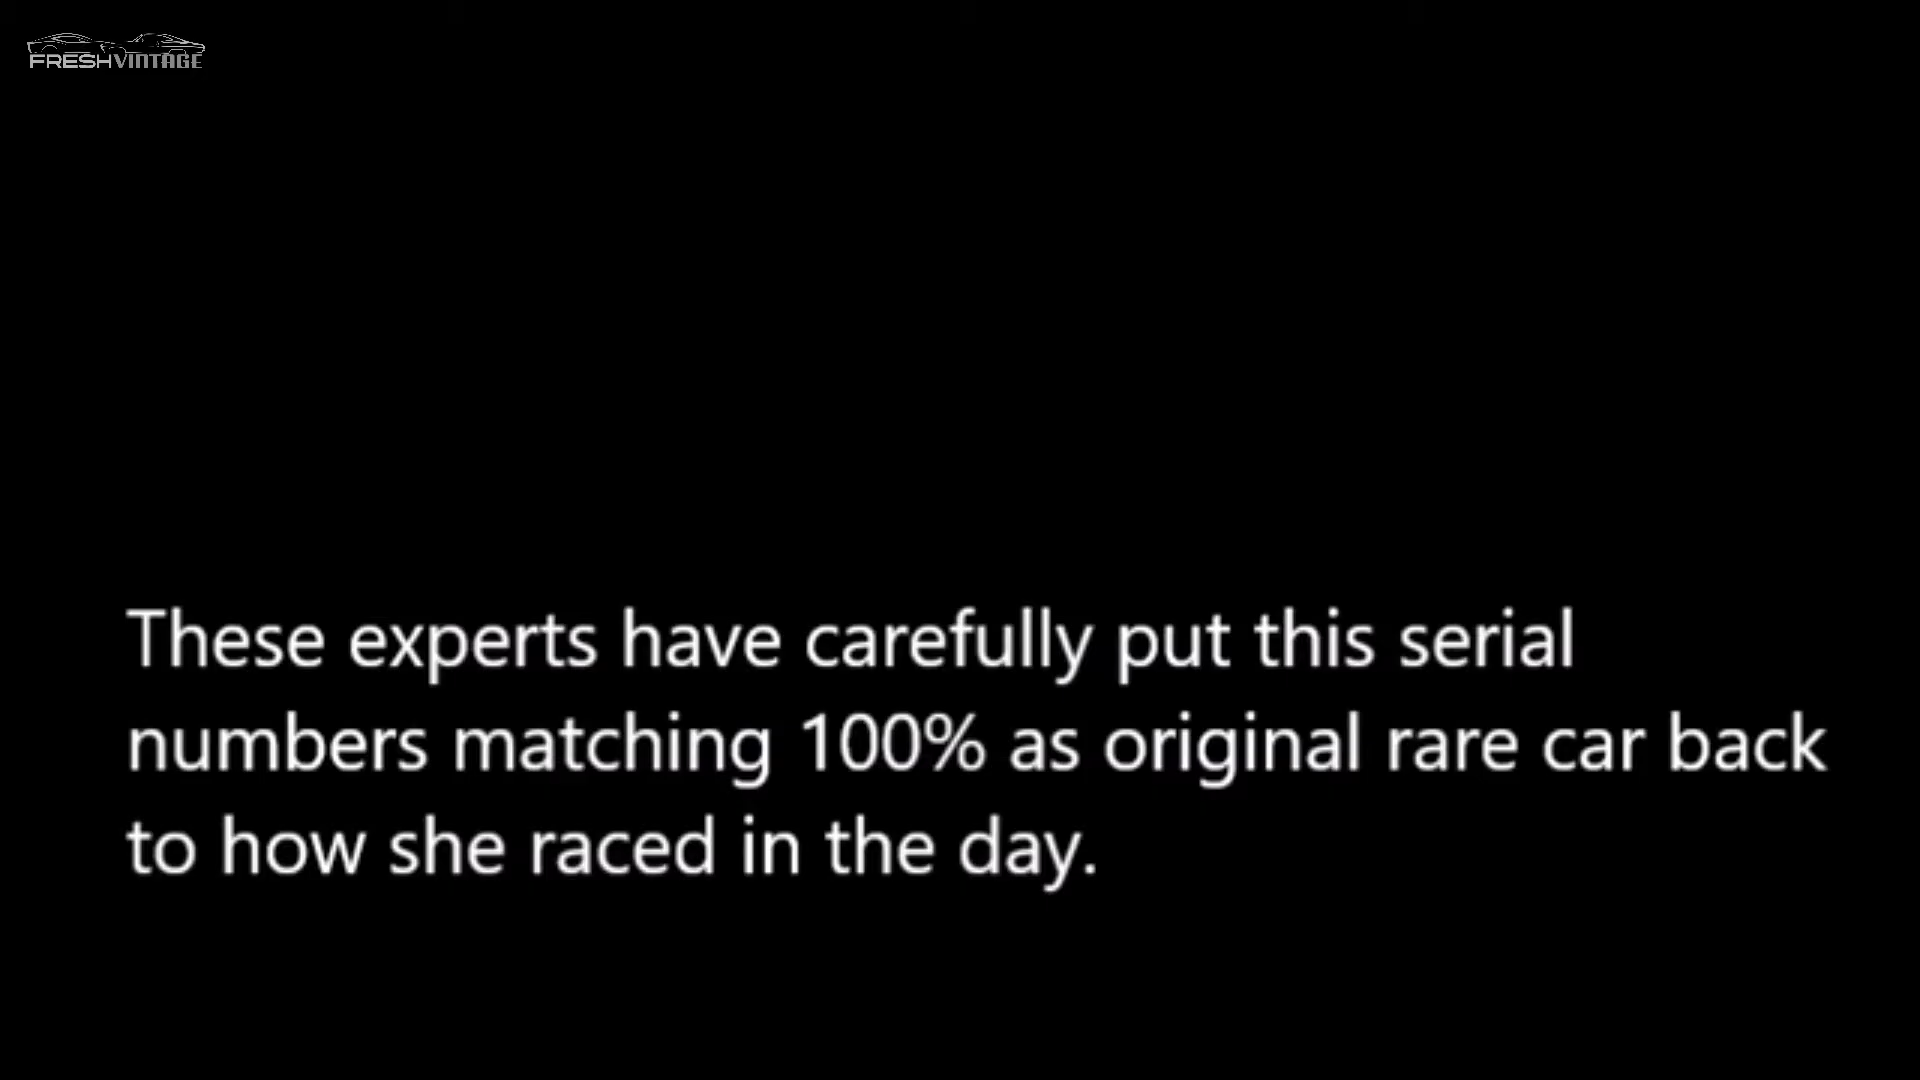 FRESHVINTAGE
These experts have carefully put this serial
numbers matching 100% as original rare car back
to how she raced in the day.